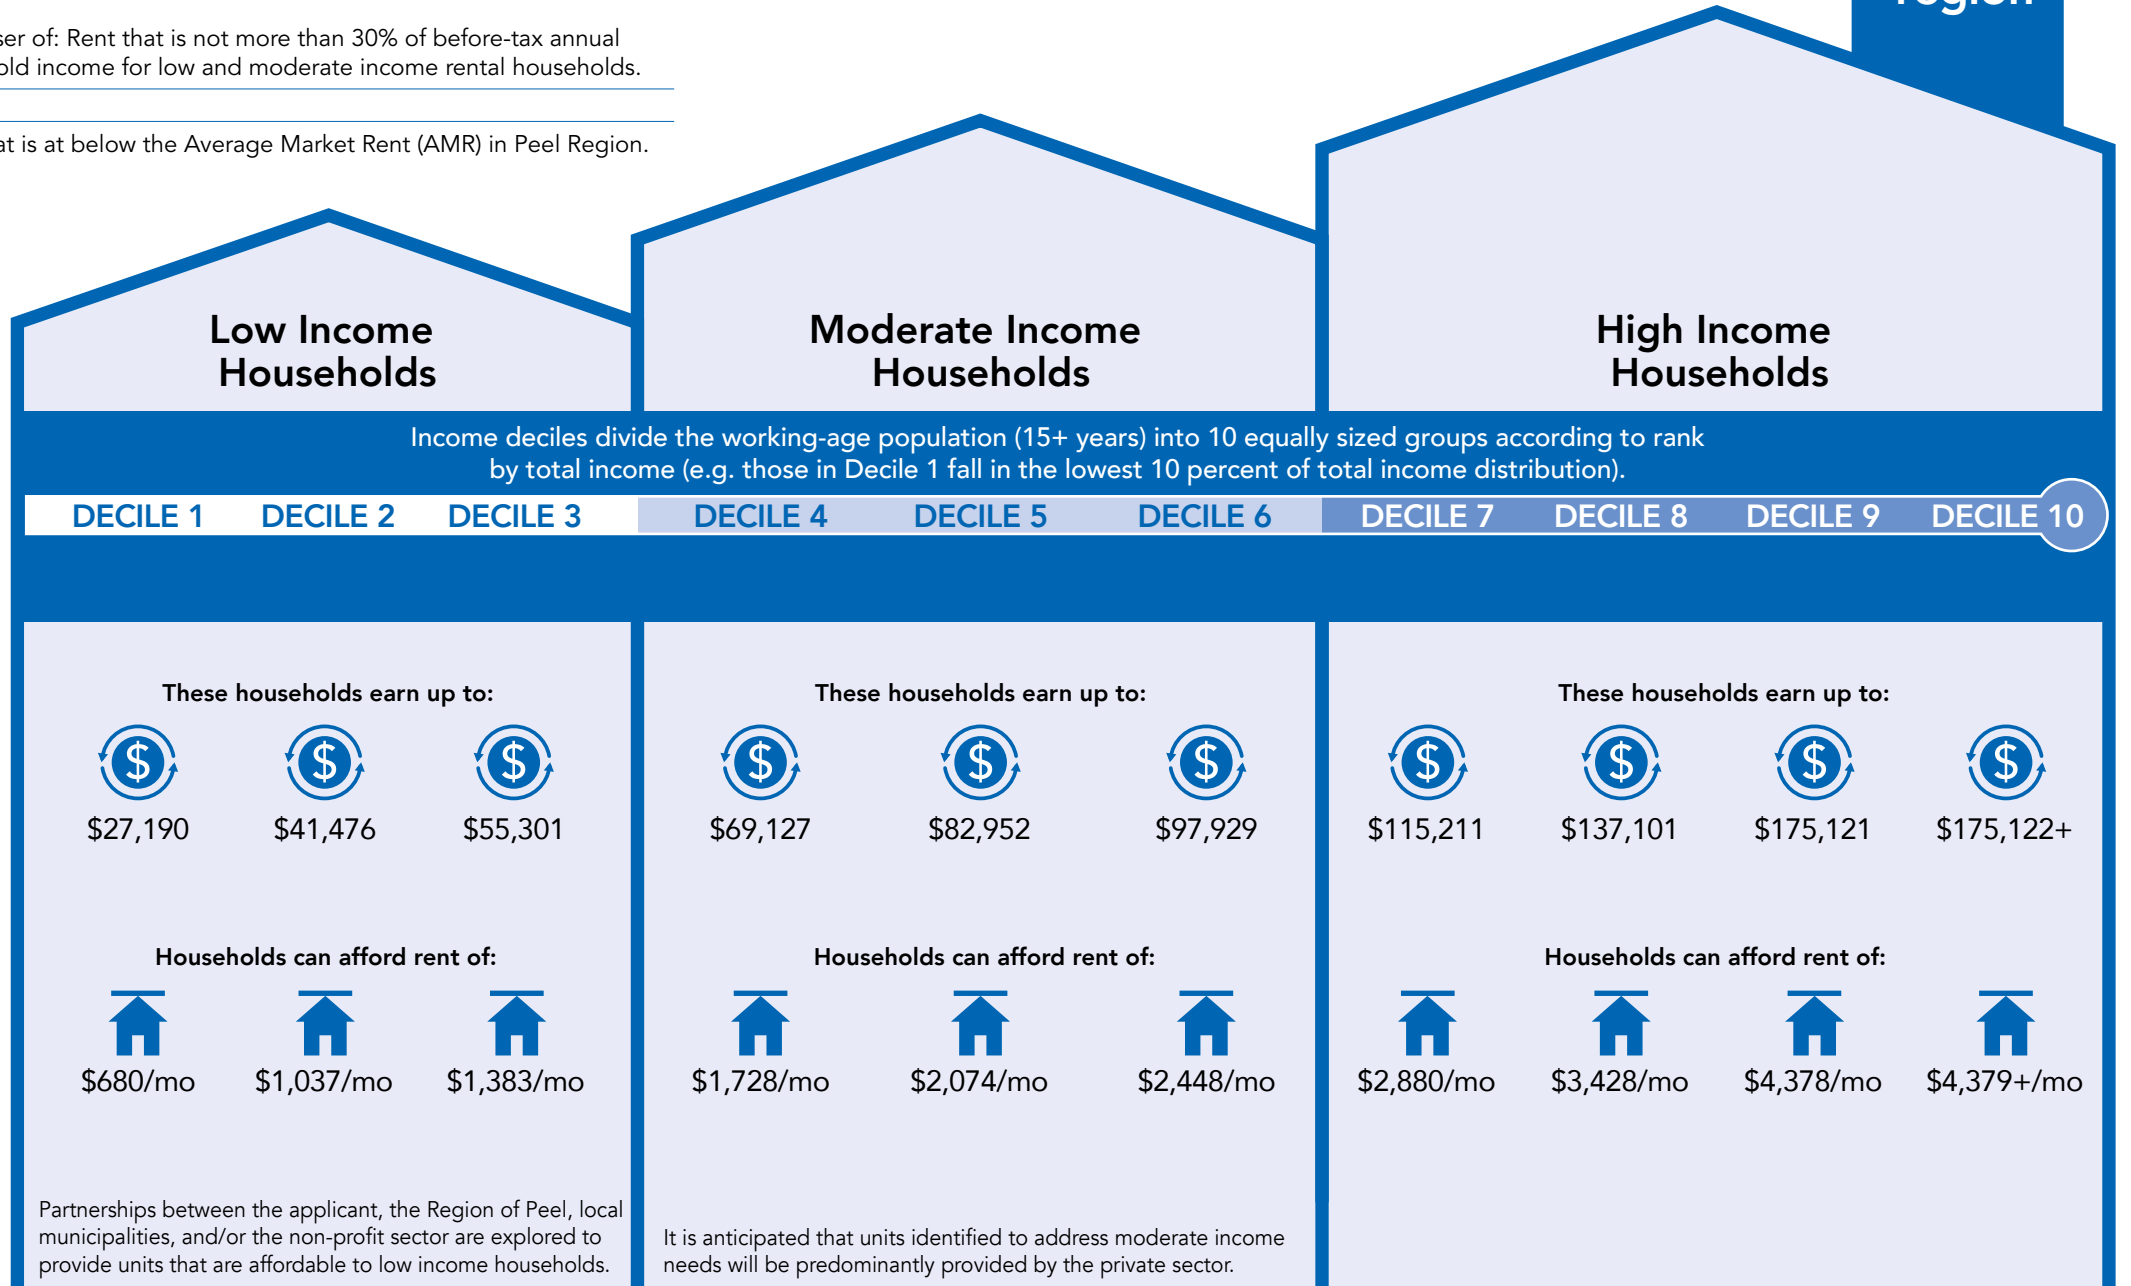 region
ser of: Rent that is not more than 30% of before-tax annual
old income for low and moderate income rental households.
at is at below the Average Market Rent (AMR) in Peel Region.
Low Income
Households
Moderate Income
Households
High Income
Households
Income deciles divide the working-age population (15+ years) into 10 equally sized groups according to rank
by total income (e.g. those in Decile 1 fall in the lowest 10 percent of total income distribution).
DECILE 1 DECILE 2 DECILE 3 DECILE 4 DECILE 5 DECILE 6 DECILE 7 DECILE 8 DECILE 9 DECILE 10
These households earn up to:
$ $ $
$27,190 $41,476 $55,301
Households can afford rent of:
$680/mo $1,037/mo $1,383/mo
Partnerships between the applicant, the Region of Peel, local
municipalities, and/or the non-profit sector are explored to
provide units that are affordable to low income households.
These households earn up to:
$ $ $
$69,127 $82,952 $97,929
Households can afford rent of:
$1,728/mo $2,074/mo $2,448/mo
It is anticipated that units identified to address moderate income
needs will be predominantly provided by the private sector.
These households earn up to:
$ $ $ $
$115,211 $137,101 $175,121 $175,122+
Households can afford rent of:
$2,880/mo $3,428/mo $4,378/mo $4,379+/mo